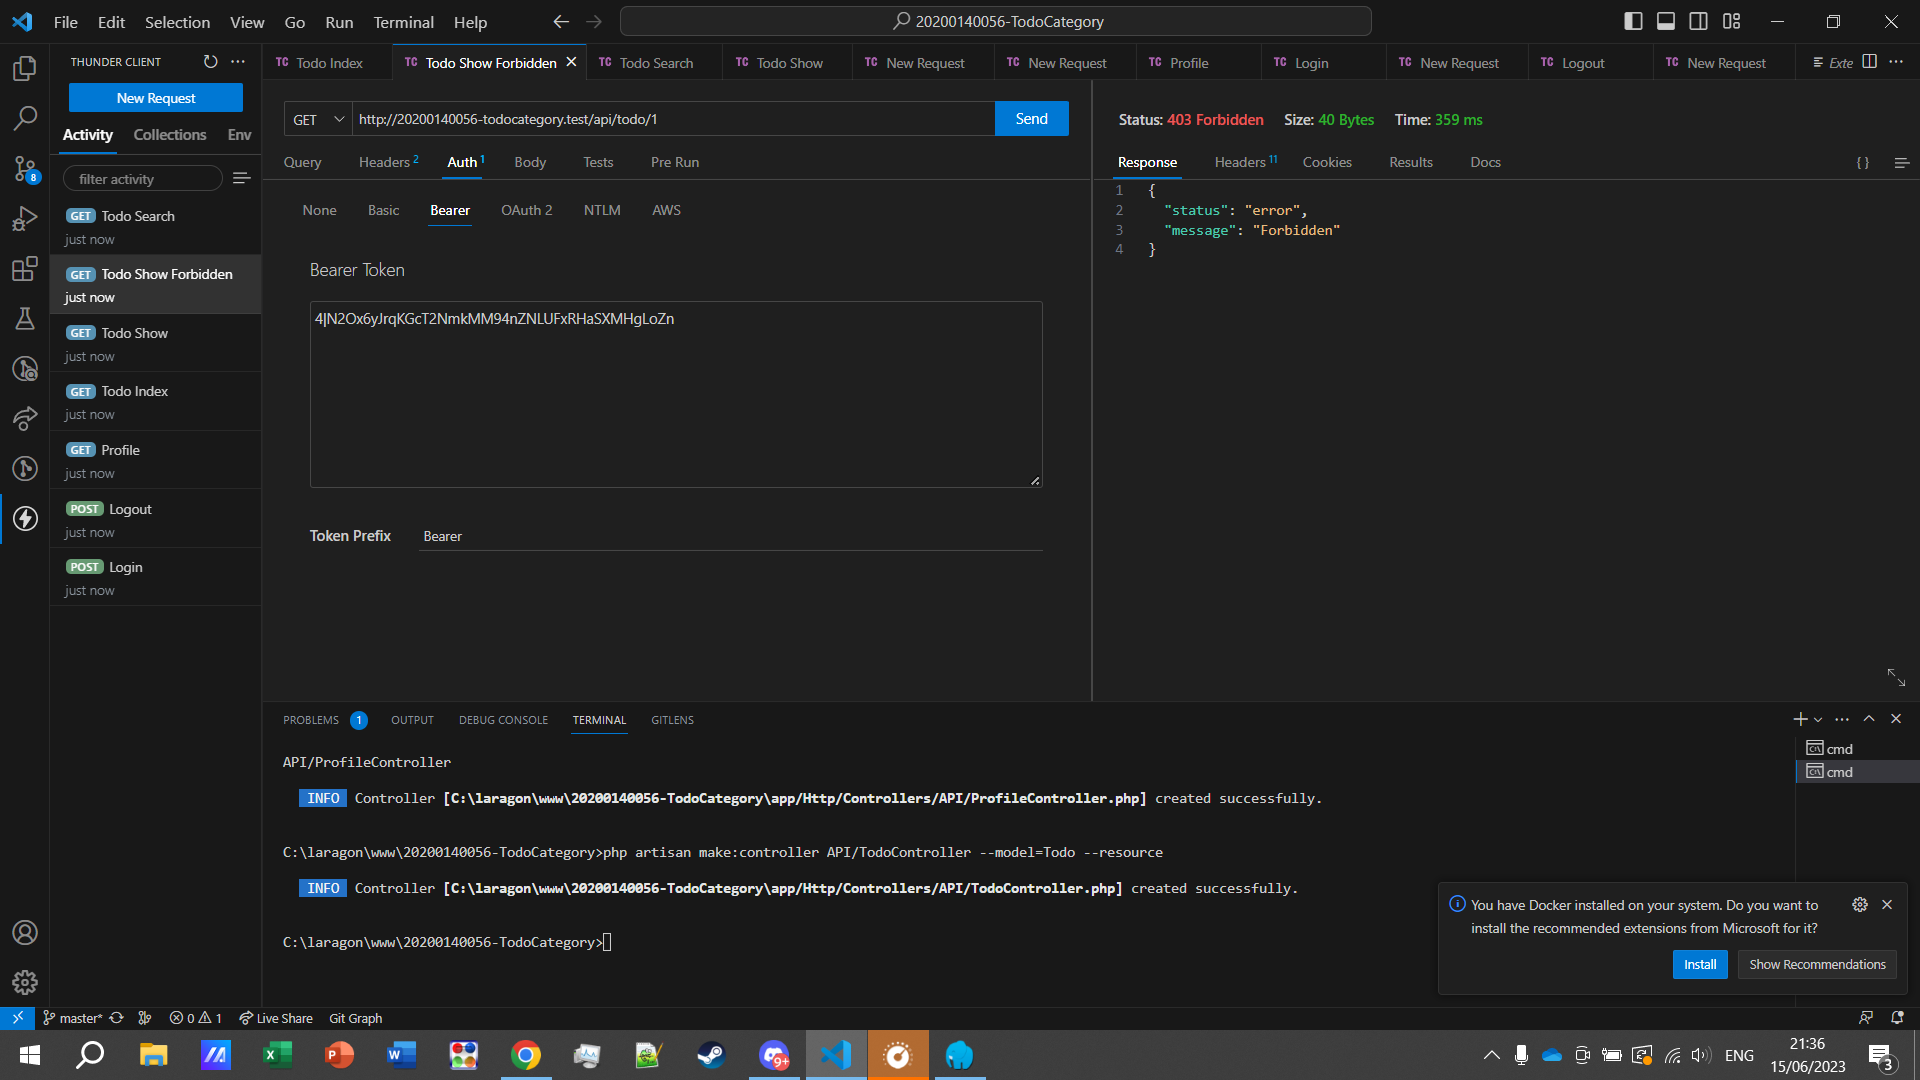 File Edit Selection View Go Run Terminal Help
20200140056-TodoCategory
THUNDER CLIENT
New Request
Activity Collections Env
filter activity
GET Todo Search
just now
GET Todo Show Forbidden
just now
GET Todo Show
just now
GET Todo Index
just now
GET Profile
just now
POST Logout
just now
POST Login
just now
8
TC Todo Index TC Todo Show Forbidden TC Todo Search TC Todo Show TC New Request TC New Request TC Profile TC Login TC New Request TC Logout TC New Request Exte
GET http://20200140056-todocategory.test/api/todo/1 Send
Query Headers 2 Auth 1 Body Tests Pre Run
None Basic Bearer OAuth 2 NTLM AWS
Bearer Token
4|N2Ox6yJrqKGcT2NmkMM94nZNLUFxRHaSXMHgLoZn
Token Prefix Bearer
Status: 403 Forbidden Size: 40 Bytes Time: 359 ms
Response Headers 11 Cookies Results Docs { }
1 {
2 "status": "error",
3 "message": "Forbidden"
4 }
PROBLEMS 1 OUTPUT DEBUG CONSOLE TERMINAL GITLENS
API/ProfileController
INFO Controller [C:\laragon\www\20200140056-TodoCategory\app/Http/Controllers/API/ProfileController.php] created successfully.
C:\laragon\www\20200140056-TodoCategory>php artisan make:controller API/TodoController --model=Todo --resource
INFO Controller [C:\laragon\www\20200140056-TodoCategory\app/Http/Controllers/API/TodoController.php] created successfully.
C:\laragon\www\20200140056-TodoCategory>
cmd
cmd
You have Docker installed on your system. Do you want to
install the recommended extensions from Microsoft for it?
Install Show Recommendations
master* 0 1 Live Share Git Graph
9+
ENG
21:36
15/06/2023
3